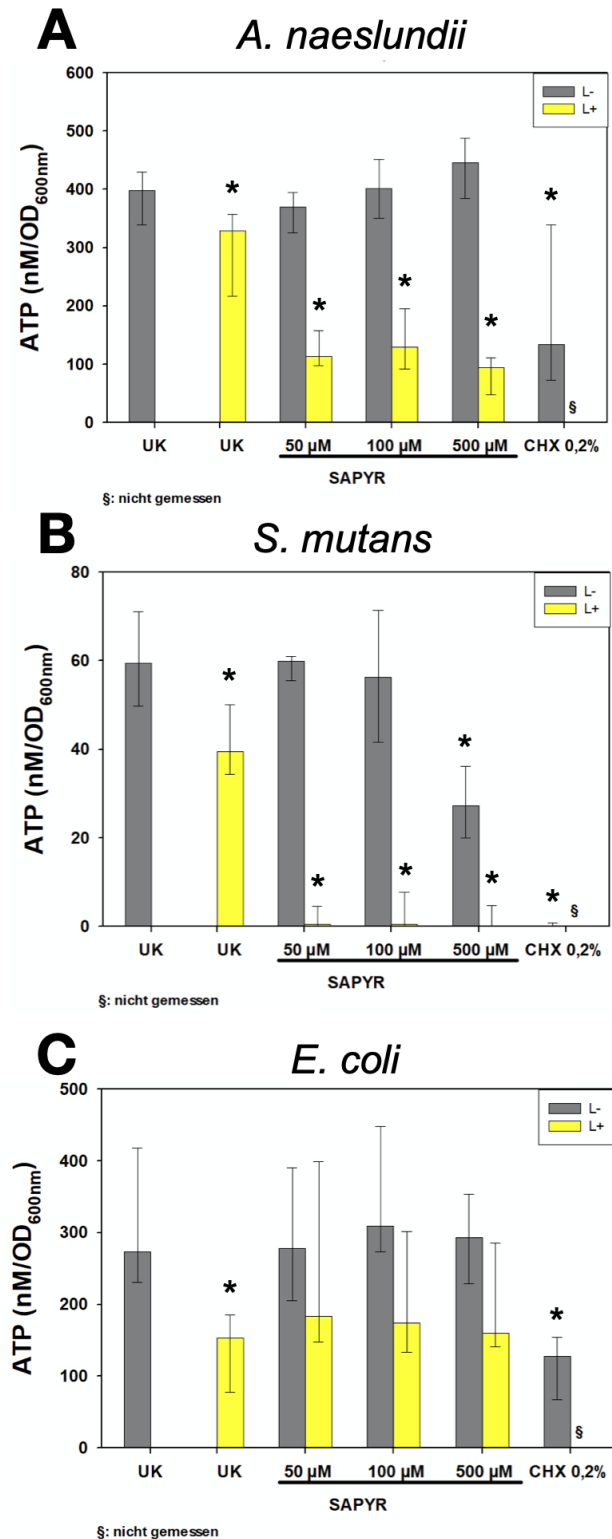 A A. naeslundii
600
500
400
300
200
100
0
ATP (nM/OD600nm)
L-
L+
* * * * *
§
UK UK 50 µM 100 µM 500 µM CHX 0,2%
SAPYR
§: nicht gemessen
B S. mutans
80
60
40
20
0
ATP (nM/OD600nm)
L-
L+
* * * * * *
§
UK UK 50 µM 100 µM 500 µM CHX 0,2%
SAPYR
§: nicht gemessen
C E. coli
500
400
300
200
100
0
ATP (nM/OD600nm)
L-
L+
* *
§
UK UK 50 µM 100 µM 500 µM CHX 0,2%
SAPYR
§: nicht gemessen